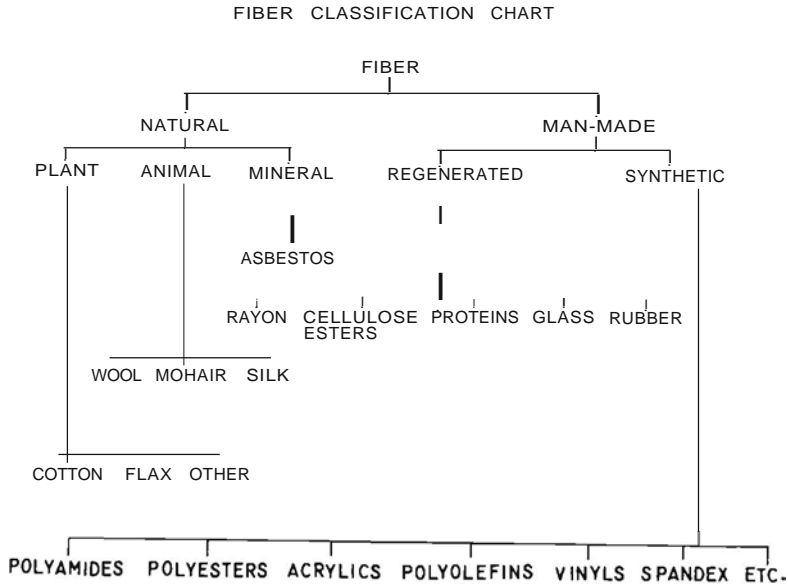 FIBER CLASSIFICATION CHART
FIBER
NATURAL MAN-MADE
PLANT ANIMAL MINERAL REGENERATED SYNTHETIC
ASBESTOS
RAYON CELLULOSE PROTEINS GLASS RUBBER
ESTERS
WOOL MOHAIR SILK
COTTON FLAX OTHER
POLYAMIDES POLYESTERS ACRYLICS POLYOLEFINS VINYLS SPANDEX ETC.